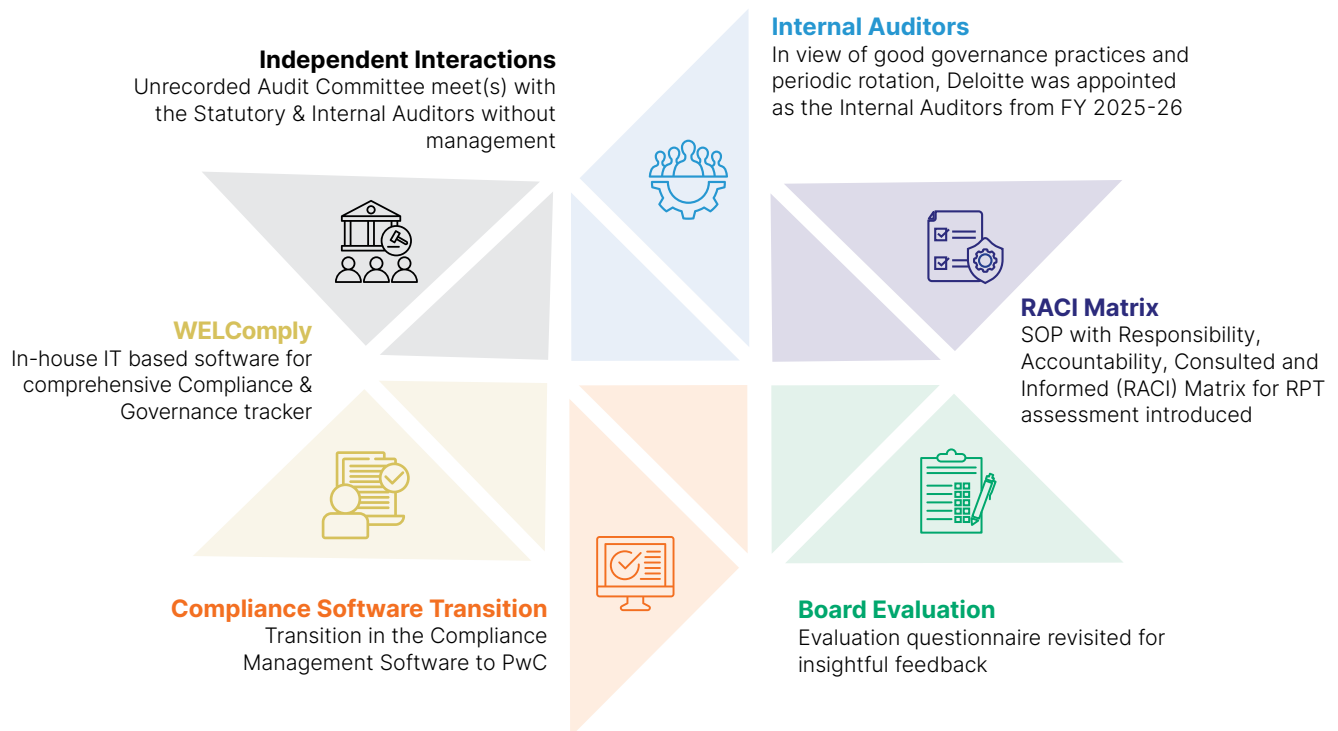 Independent Interactions
Unrecorded Audit Committee meet(s) with
the Statutory & Internal Auditors without
management
Internal Auditors
In view of good governance practices and
periodic rotation, Deloitte was appointed
as the Internal Auditors from FY 2025-26
WELComply
In-house IT based software for
comprehensive Compliance &
Governance tracker
RACI Matrix
SOP with Responsibility,
Accountability, Consulted and
Informed (RACI) Matrix for RPT
assessment introduced
Compliance Software Transition
Transition in the Compliance
Management Software to PwC
Board Evaluation
Evaluation questionnaire revisited for
insightful feedback